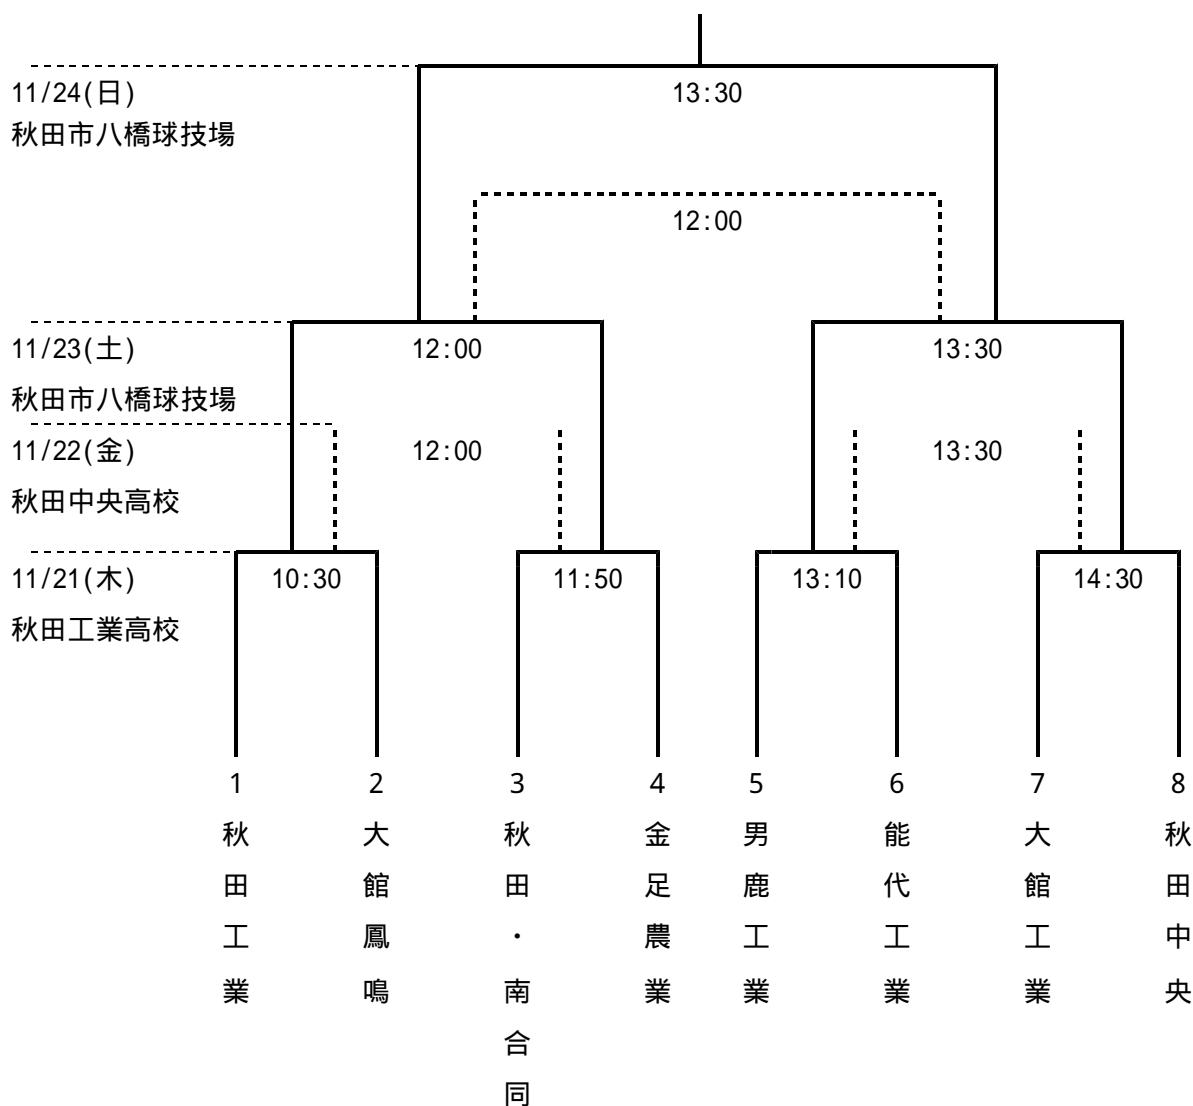 11/24(日)
13:30
秋田市八橋球技場
12:00
11/23(土)
12:00
13:30
秋田市八橋球技場
11/22(金)
12:00
13:30
秋田中央高校
11/21(木)
10:30
11:50
13:10
14:30
秋田工業高校
1
秋田工業
2
大館鳳鳴
3
秋田・南合同
4
金足農業
5
男鹿工業
6
能代工業
7
大館工業
8
秋田中央